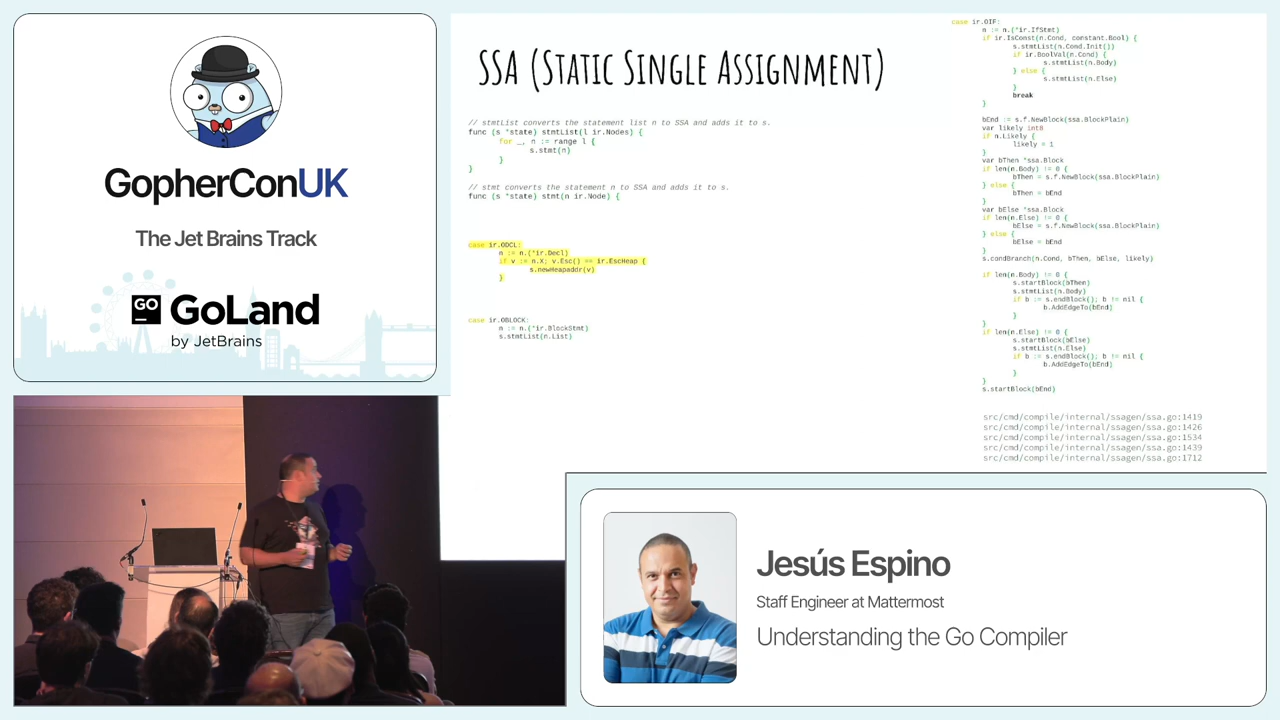 GopherConUK
The Jet Brains Track
GO GoLand
by JetBrains
SSA (Static Single Assignment)
// stmtList converts the statement list n to SSA and adds it to s.
func (s *state) stmtList(l ir.Nodes) {
for _, n := range l {
s.stmt(n)
}
}
// stmt converts the statement n to SSA and adds it to s.
func (s *state) stmt(n ir.Node) {
case ir.ODCL:
n := n.(*ir.Decl)
if v := n.X; v.Esc() == ir.EscHeap {
s.newHeapaddr(v)
}
case ir.OBLOCK:
n := n.(*ir.BlockStmt)
s.stmtList(n.List)
case ir.OIF:
n := n.(*ir.IfStmt)
if ir.IsConst(n.Cond, constant.Bool) {
s.stmtList(n.Cond.Init())
if ir.BoolVal(n.Cond) {
s.stmtList(n.Body)
} else {
s.stmtList(n.Else)
}
break
}
bEnd := s.f.NewBlock(ssa.BlockPlain)
var likely int8
if n.Likely {
likely = 1
}
var bThen *ssa.Block
if len(n.Body) != 0 {
bThen = s.f.NewBlock(ssa.BlockPlain)
} else {
bThen = bEnd
}
var bElse *ssa.Block
if len(n.Else) != 0 {
bElse = s.f.NewBlock(ssa.BlockPlain)
} else {
bElse = bEnd
}
s.condBranch(n.Cond, bThen, bElse, likely)
if len(n.Body) != 0 {
s.startBlock(bThen)
s.stmtList(n.Body)
if b := s.endBlock(); b != nil {
b.AddEdgeTo(bEnd)
}
}
if len(n.Else) != 0 {
s.startBlock(bElse)
s.stmtList(n.Else)
if b := s.endBlock(); b != nil {
b.AddEdgeTo(bEnd)
}
}
s.startBlock(bEnd)
src/cmd/compile/internal/ssagen/ssa.go:1419
src/cmd/compile/internal/ssagen/ssa.go:1426
src/cmd/compile/internal/ssagen/ssa.go:1534
src/cmd/compile/internal/ssagen/ssa.go:1439
src/cmd/compile/internal/ssagen/ssa.go:1712
Jesús Espino
Staff Engineer at Mattermost
Understanding the Go Compiler